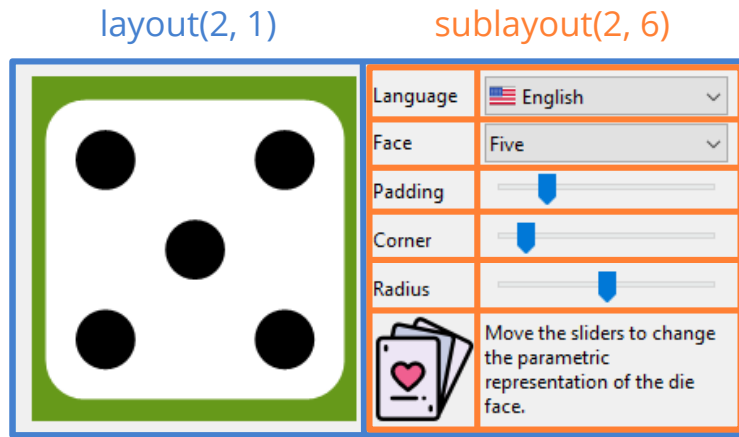 layout(2, 1)
sublayout(2, 6)
Language
English
Face
Five
Padding
Corner
Radius
Move the sliders to change
the parametric
representation of the die
face.